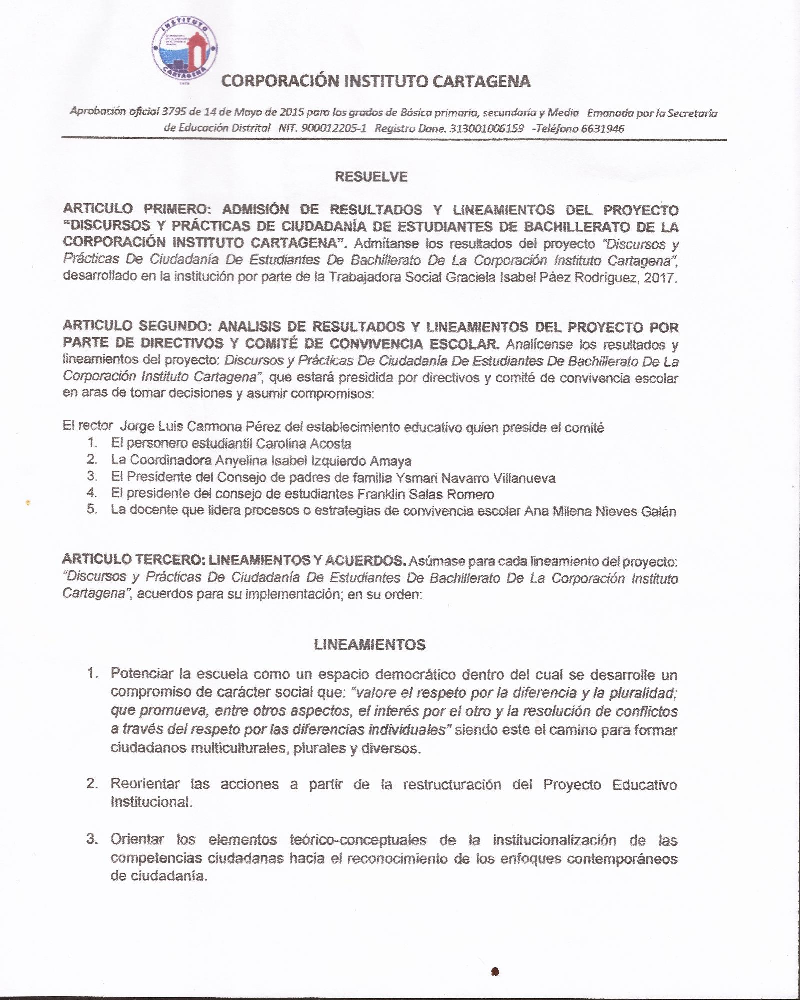 INSTITUTO
CARTAGENA
CORPORACIÓN INSTITUTO CARTAGENA
Aprobación oficial 3795 de 14 de Mayo de 2015 para los grados de Básica primaria, secundaria y Media Emanada por la Secretaria
de Educación Distrital NIT. 900012205-1 Registro Dane. 313001006159 -Teléfono 6631946
RESUELVE
ARTICULO PRIMERO: ADMISIÓN DE RESULTADOS Y LINEAMIENTOS DEL PROYECTO
“DISCURSOS Y PRÁCTICAS DE CIUDADANÍA DE ESTUDIANTES DE BACHILLERATO DE LA
CORPORACIÓN INSTITUTO CARTAGENA”. Admítanse los resultados del proyecto “Discursos y
Prácticas De Ciudadanía De Estudiantes De Bachillerato De La Corporación Instituto Cartagena”,
desarrollado en la institución por parte de la Trabajadora Social Graciela Isabel Páez Rodríguez, 2017.
ARTICULO SEGUNDO: ANALISIS DE RESULTADOS Y LINEAMIENTOS DEL PROYECTO POR
PARTE DE DIRECTIVOS Y COMITÉ DE CONVIVENCIA ESCOLAR. Analícense los resultados y
lineamientos del proyecto: Discursos y Prácticas De Ciudadanía De Estudiantes De Bachillerato De La
Corporación Instituto Cartagena”, que estará presidida por directivos y comité de convivencia escolar
en aras de tomar decisiones y asumir compromisos:
El rector Jorge Luis Carmona Pérez del establecimiento educativo quien preside el comité
1. El personero estudiantil Carolina Acosta
2. La Coordinadora Anyelina Isabel Izquierdo Amaya
3. El Presidente del Consejo de padres de familia Ysmari Navarro Villanueva
4. El presidente del consejo de estudiantes Franklin Salas Romero
5. La docente que lidera procesos o estrategias de convivencia escolar Ana Milena Nieves Galán
ARTICULO TERCERO: LINEAMIENTOS Y ACUERDOS. Asúmase para cada lineamiento del proyecto:
“Discursos y Prácticas De Ciudadanía De Estudiantes De Bachillerato De La Corporación Instituto
Cartagena”, acuerdos para su implementación; en su orden:
LINEAMIENTOS
1. Potenciar la escuela como un espacio democrático dentro del cual se desarrolle un
compromiso de carácter social que: “valore el respeto por la diferencia y la pluralidad;
que promueva, entre otros aspectos, el interés por el otro y la resolución de conflictos
a través del respeto por las diferencias individuales” siendo este el camino para formar
ciudadanos multiculturales, plurales y diversos.
2. Reorientar las acciones a partir de la restructuración del Proyecto Educativo
Institucional.
3. Orientar los elementos teórico-conceptuales de la institucionalización de las
competencias ciudadanas hacía el reconocimiento de los enfoques contemporáneos
de ciudadanía.